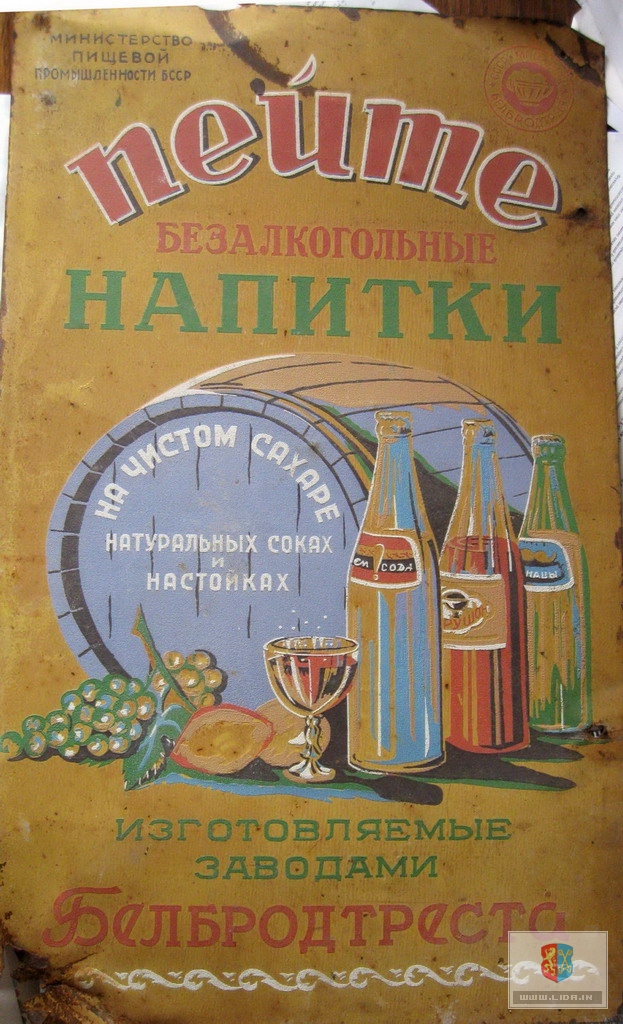 МИНИСТЕРСТВО
ПИЩЕВОЙ
ПРОМЫШЛЕННОСТИ БССР
пейте
БЕЗАЛКОГОЛЬНЫЕ
НАПИТКИ
НА ЧИСТОМ САХАРЕ
НАТУРАЛЬНЫХ СОКАХ
И
НАСТОЙКАХ
СОДА
ИЗГОТОВЛЯЕМЫЕ
ЗАВОДАМИ
БЕЛБРОДТРЕСТА
WWW.LIDA.IN